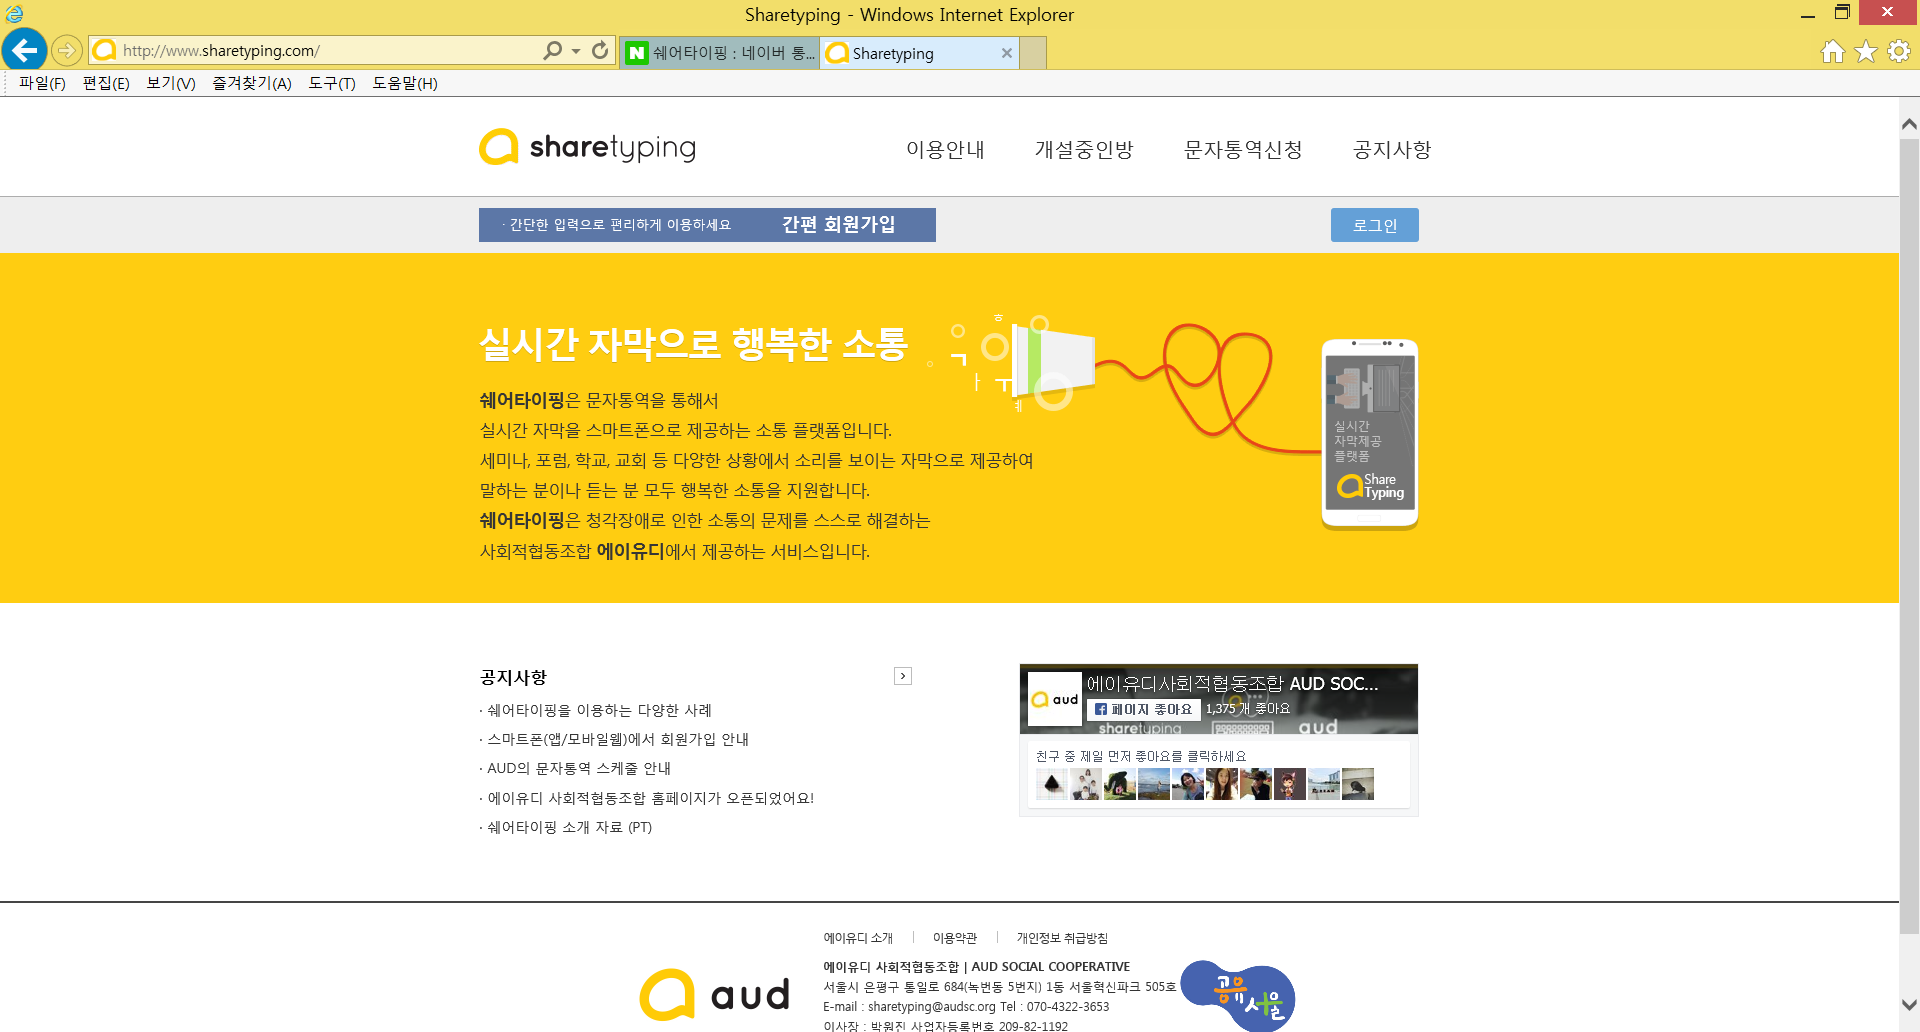 Sharetyping - Windows Internet Explorer
http://www.sharetyping.com/
쉐어타이핑 : 네이버 통...
Sharetyping
파일(F) 편집(E) 보기(V) 즐겨찾기(A) 도구(T) 도움말(H)
sharetyping
이용안내 개설중인방 문자통역신청 공지사항
· 간단한 입력으로 편리하게 이용하세요 간편 회원가입
로그인
실시간 자막으로 행복한 소통
쉐어타이핑은 문자통역을 통해서
실시간 자막을 스마트폰으로 제공하는 소통 플랫폼입니다.
세미나, 포럼, 학교, 교회 등 다양한 상황에서 소리를 보이는 자막으로 제공하여
말하는 분이나 듣는 분 모두 행복한 소통을 지원합니다.
쉐어타이핑은 청각장애로 인한 소통의 문제를 스스로 해결하는
사회적협동조합 에이유디에서 제공하는 서비스입니다.
ㅎ
ㅇ
ㄱ
ㅏ ㅜ
ㅖ
실시간
자막제공
플랫폼
Share
Typing
공지사항
· 쉐어타이핑을 이용하는 다양한 사례
· 스마트폰(앱/모바일웹)에서 회원가입 안내
· AUD의 문자통역 스케줄 안내
· 에이유디 사회적협동조합 홈페이지가 오픈되었어요!
· 쉐어타이핑 소개 자료 (PT)
aud
에이유디사회적협동조합 AUD SOC...
페이지 좋아요 1,375 개 좋아요
sharetyping aud
친구 중 제일 먼저 좋아요를 클릭하세요
에이유디 소개 이용약관 개인정보 취급방침
aud
에이유디 사회적협동조합 | AUD SOCIAL COOPERATIVE
서울시 은평구 통일로 684(녹번동 5번지) 1동 서울혁신파크 505호
E-mail : sharetyping@audsc.org Tel : 070-4322-3653
이사장 : 박원진 사업자등록번호 209-82-1192
공유
서울